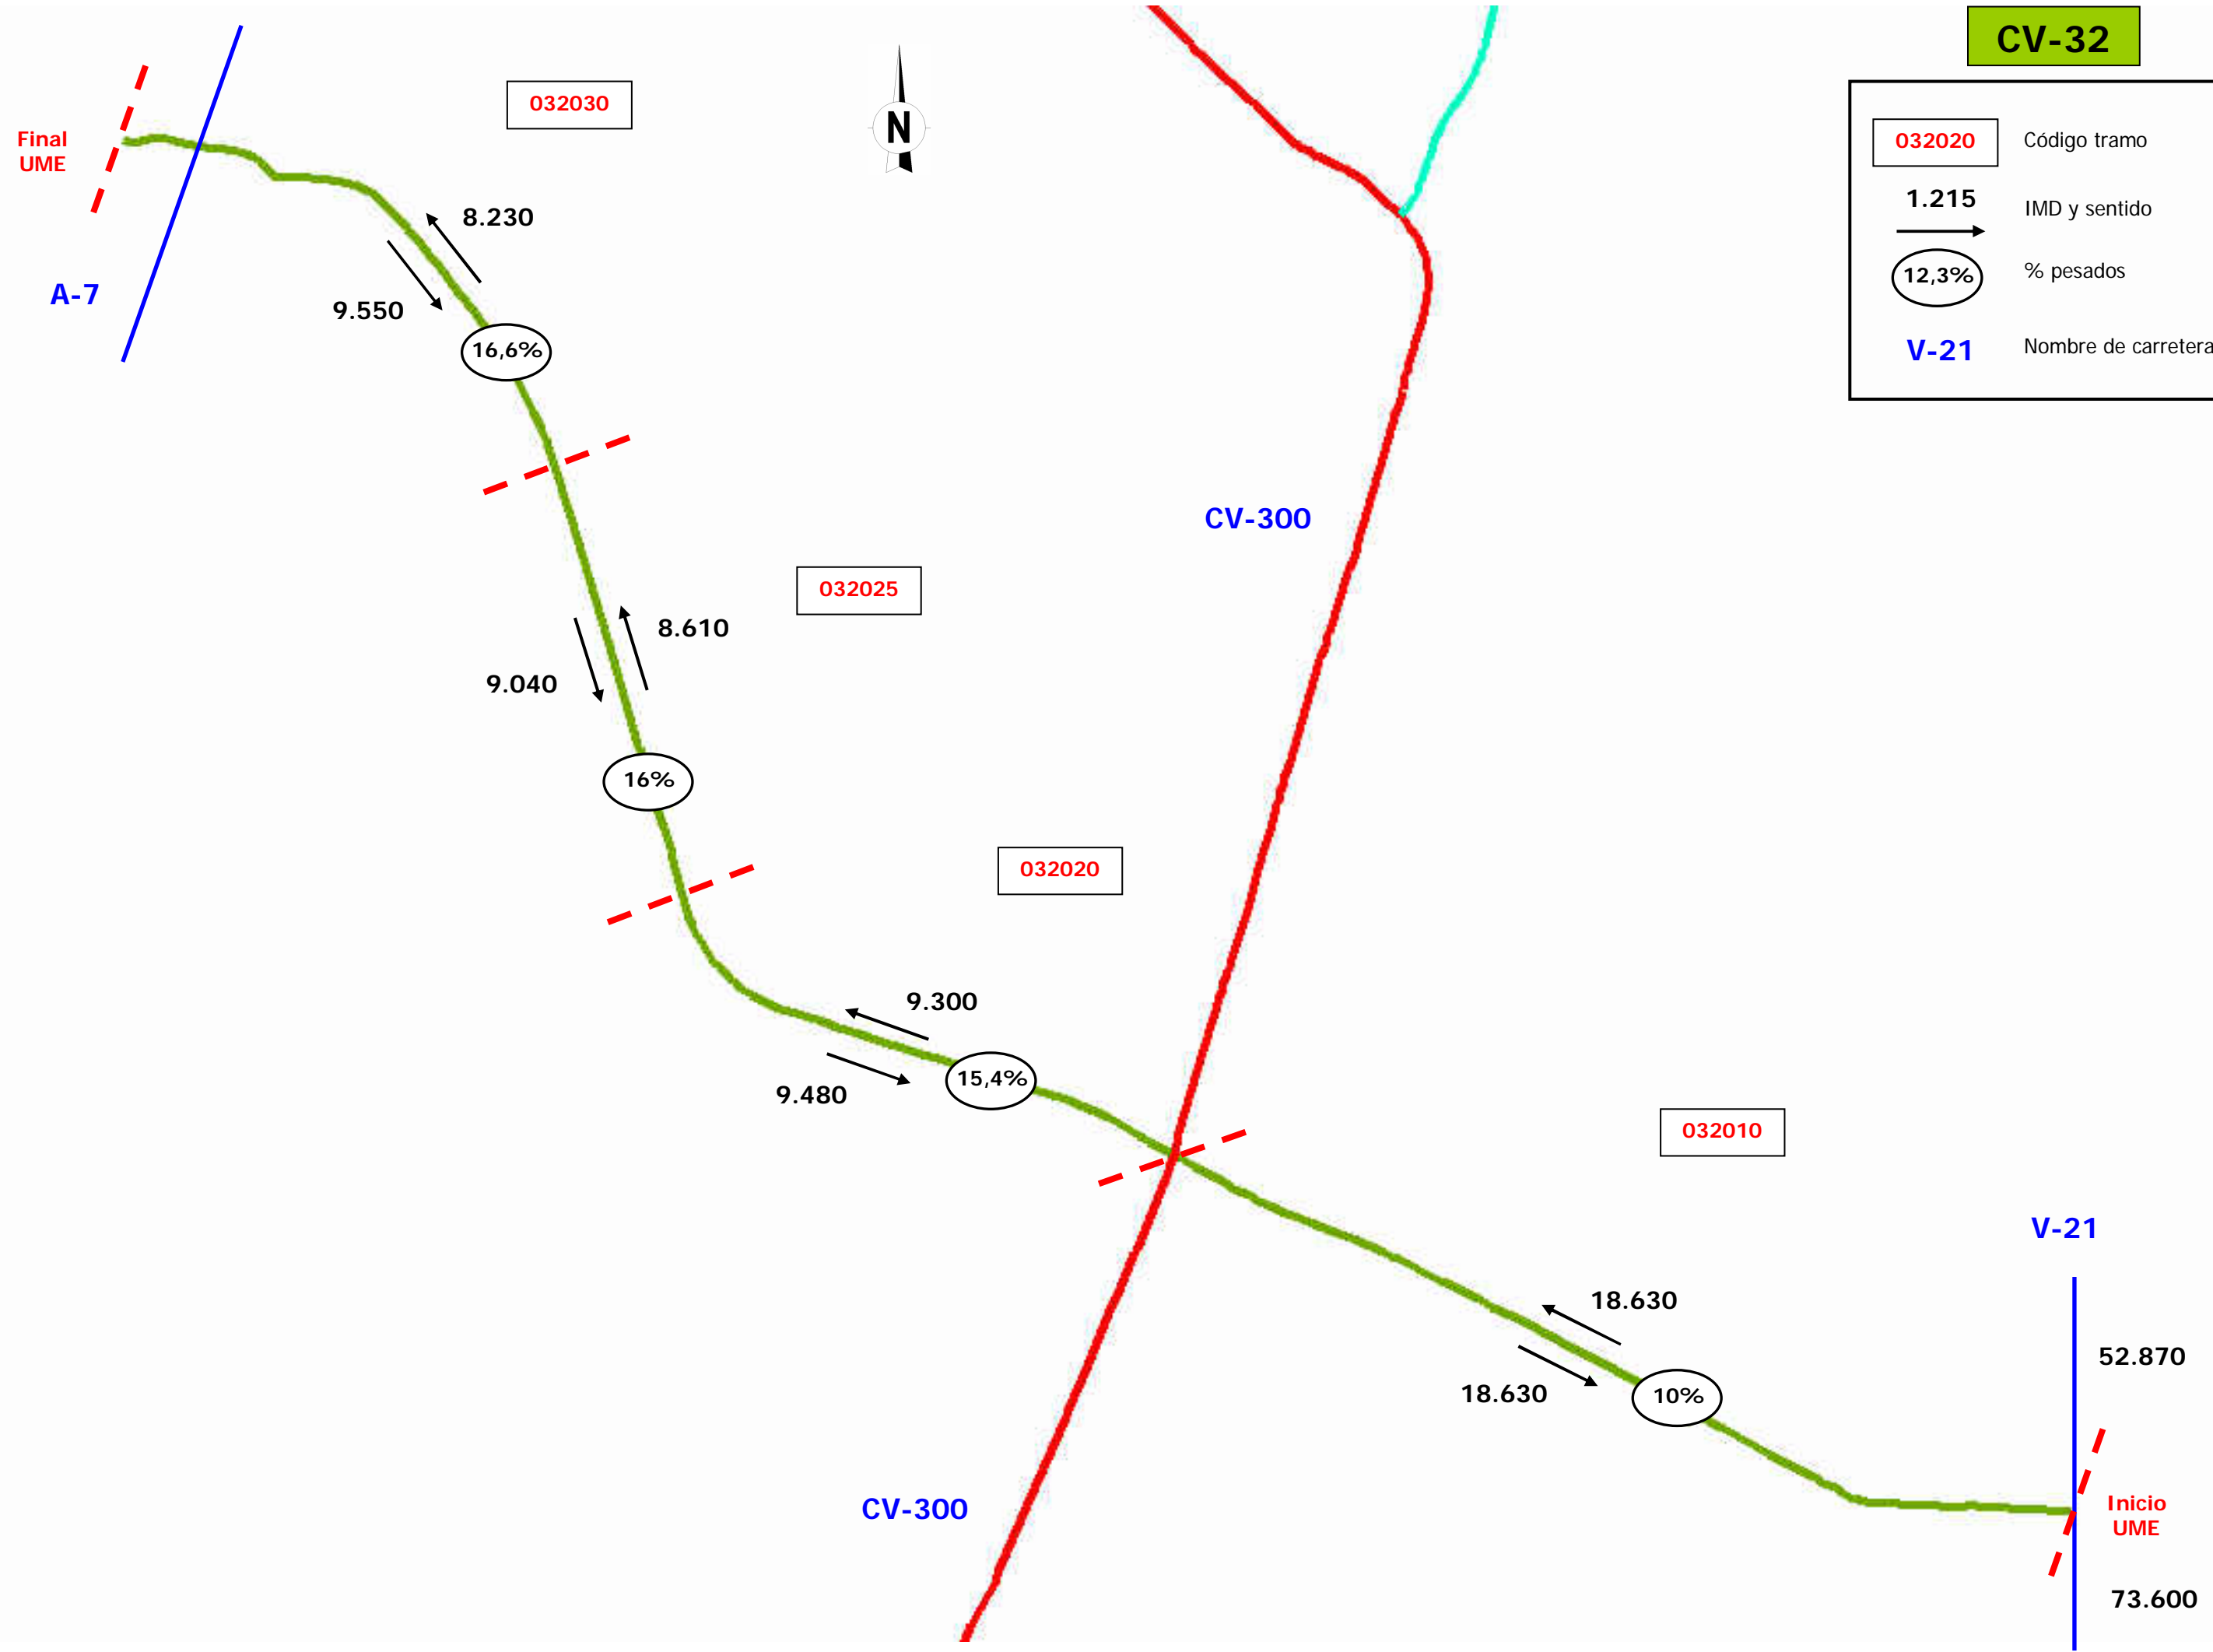 CV-32
032020
Código tramo
1.215
IMD y sentido
12,3%
% pesados
V-21
Nombre de carretera
N
032030
Final
UME
A-7
8.230
9.550
16,6%
CV-300
032025
8.610
9.040
16%
032020
9.300
9.480
15,4%
032010
V-21
18.630
52.870
18.630
10%
CV-300
Inicio
UME
73.600